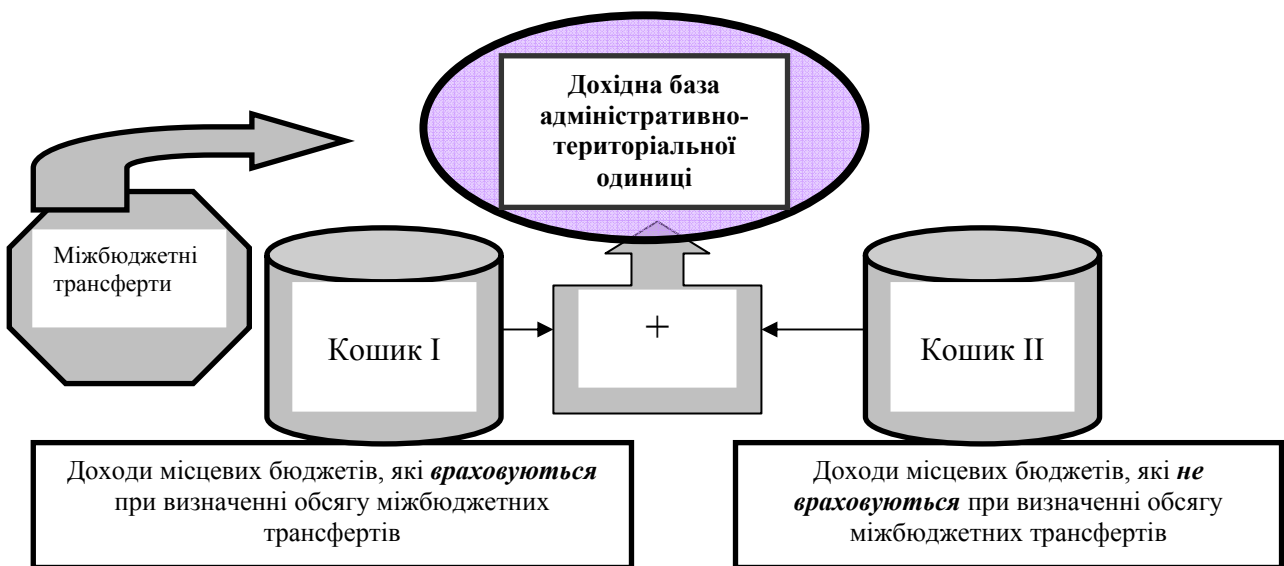 Дохідна база
адміністративно-
територіальної
одиниці
Міжбюджетні
трансферти
Кошик І
+
Кошик ІІ
Доходи місцевих бюджетів, які враховуються
при визначенні обсягу міжбюджетних
трансфертів
Доходи місцевих бюджетів, які не
враховуються при визначенні обсягу
міжбюджетних трансфертів